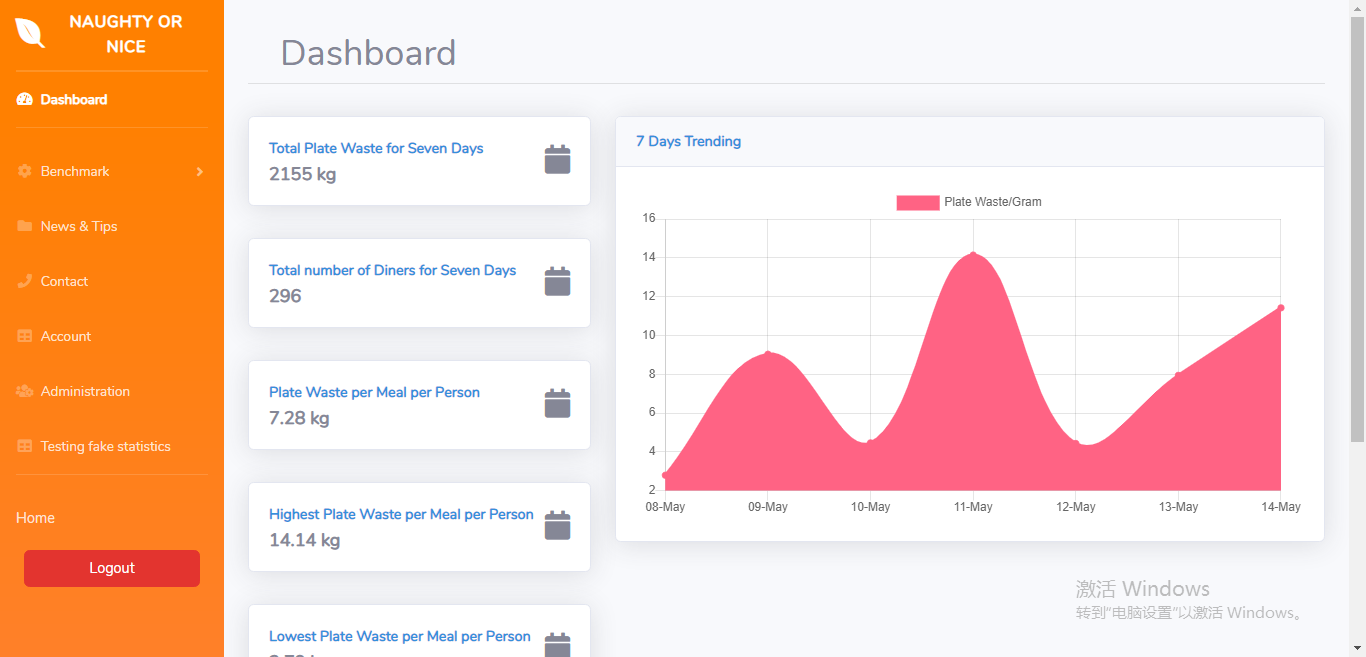 NAUGHTY OR
NICE
Dashboard
Benchmark
News & Tips
Contact
Account
Administration
Testing fake statistics
Home
Logout
Dashboard
Total Plate Waste for Seven Days
2155 kg
Total number of Diners for Seven Days
296
Plate Waste per Meal per Person
7.28 kg
Highest Plate Waste per Meal per Person
14.14 kg
Lowest Plate Waste per Meal per Person
7 Days Trending
Plate Waste/Gram
16
14
12
10
8
6
4
2
08-May 09-May 10-May 11-May 12-May 13-May 14-May
激活 Windows
转到"电脑设置"以激活 Windows。